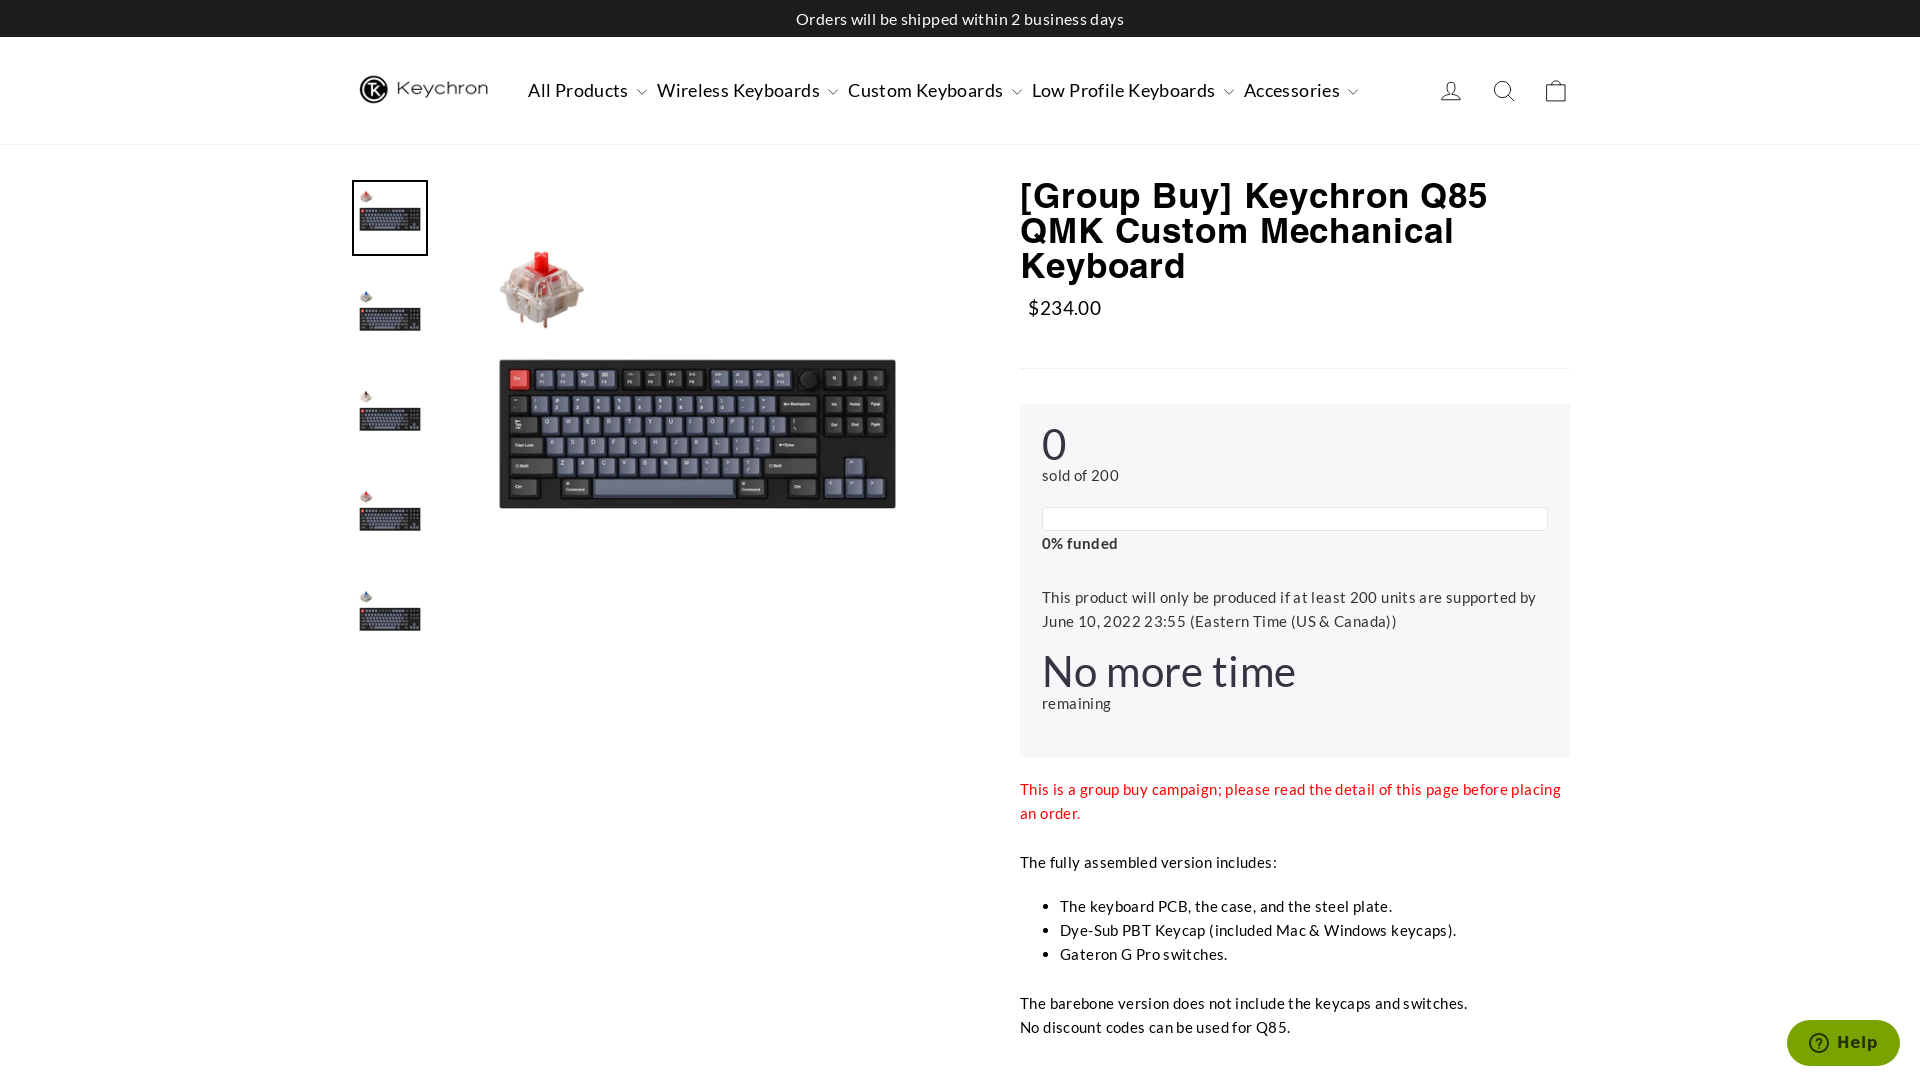 Orders will be shipped within 2 business days
Keychron
All Products
Wireless Keyboards
Custom Keyboards
Low Profile Keyboards
Accessories
[Group Buy] Keychron Q85
QMK Custom Mechanical
Keyboard
$234.00
0
sold of 200
0% funded
This product will only be produced if at least 200 units are supported by
June 10, 2022 23:55 (Eastern Time (US & Canada))
No more time
remaining
This is a group buy campaign; please read the detail of this page before placing
an order.
The fully assembled version includes:
The keyboard PCB, the case, and the steel plate.
Dye-Sub PBT Keycap (included Mac & Windows keycaps).
Gateron G Pro switches.
The barebone version does not include the keycaps and switches.
No discount codes can be used for Q85.
Help